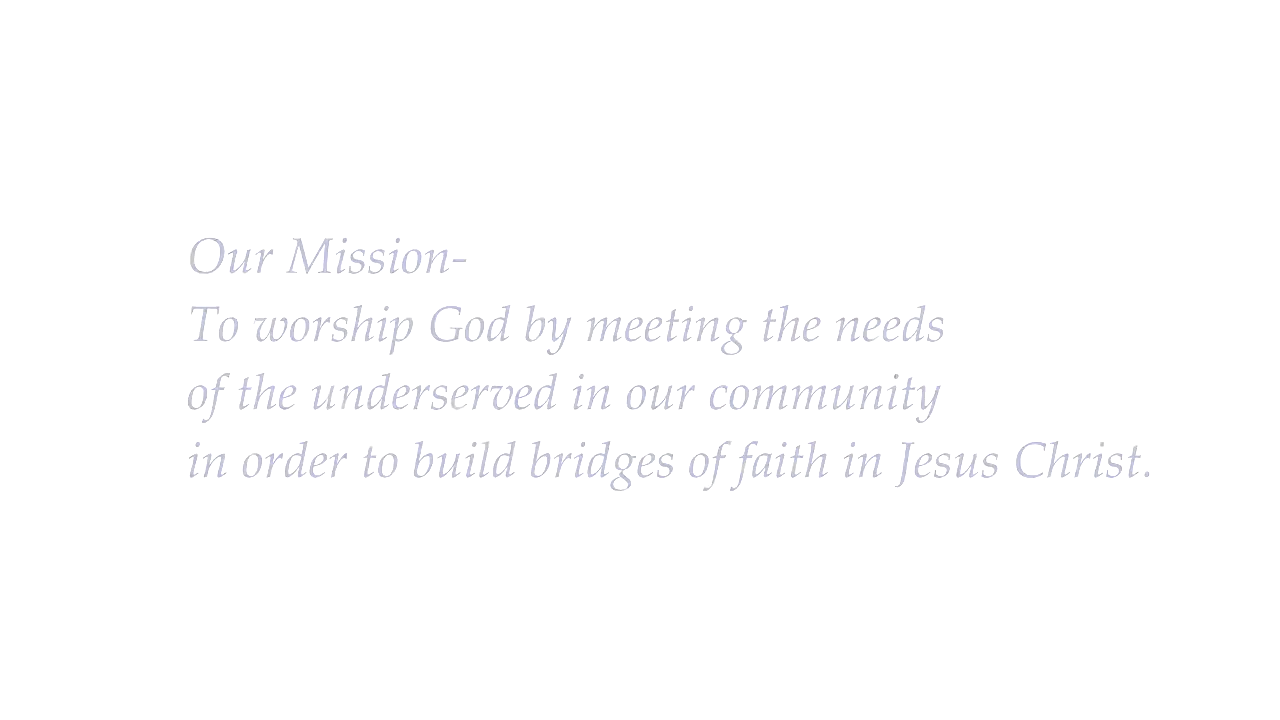 Our Mission-
To worship God by meeting the needs
of the underserved in our community
in order to build bridges of faith in Jesus Christ.